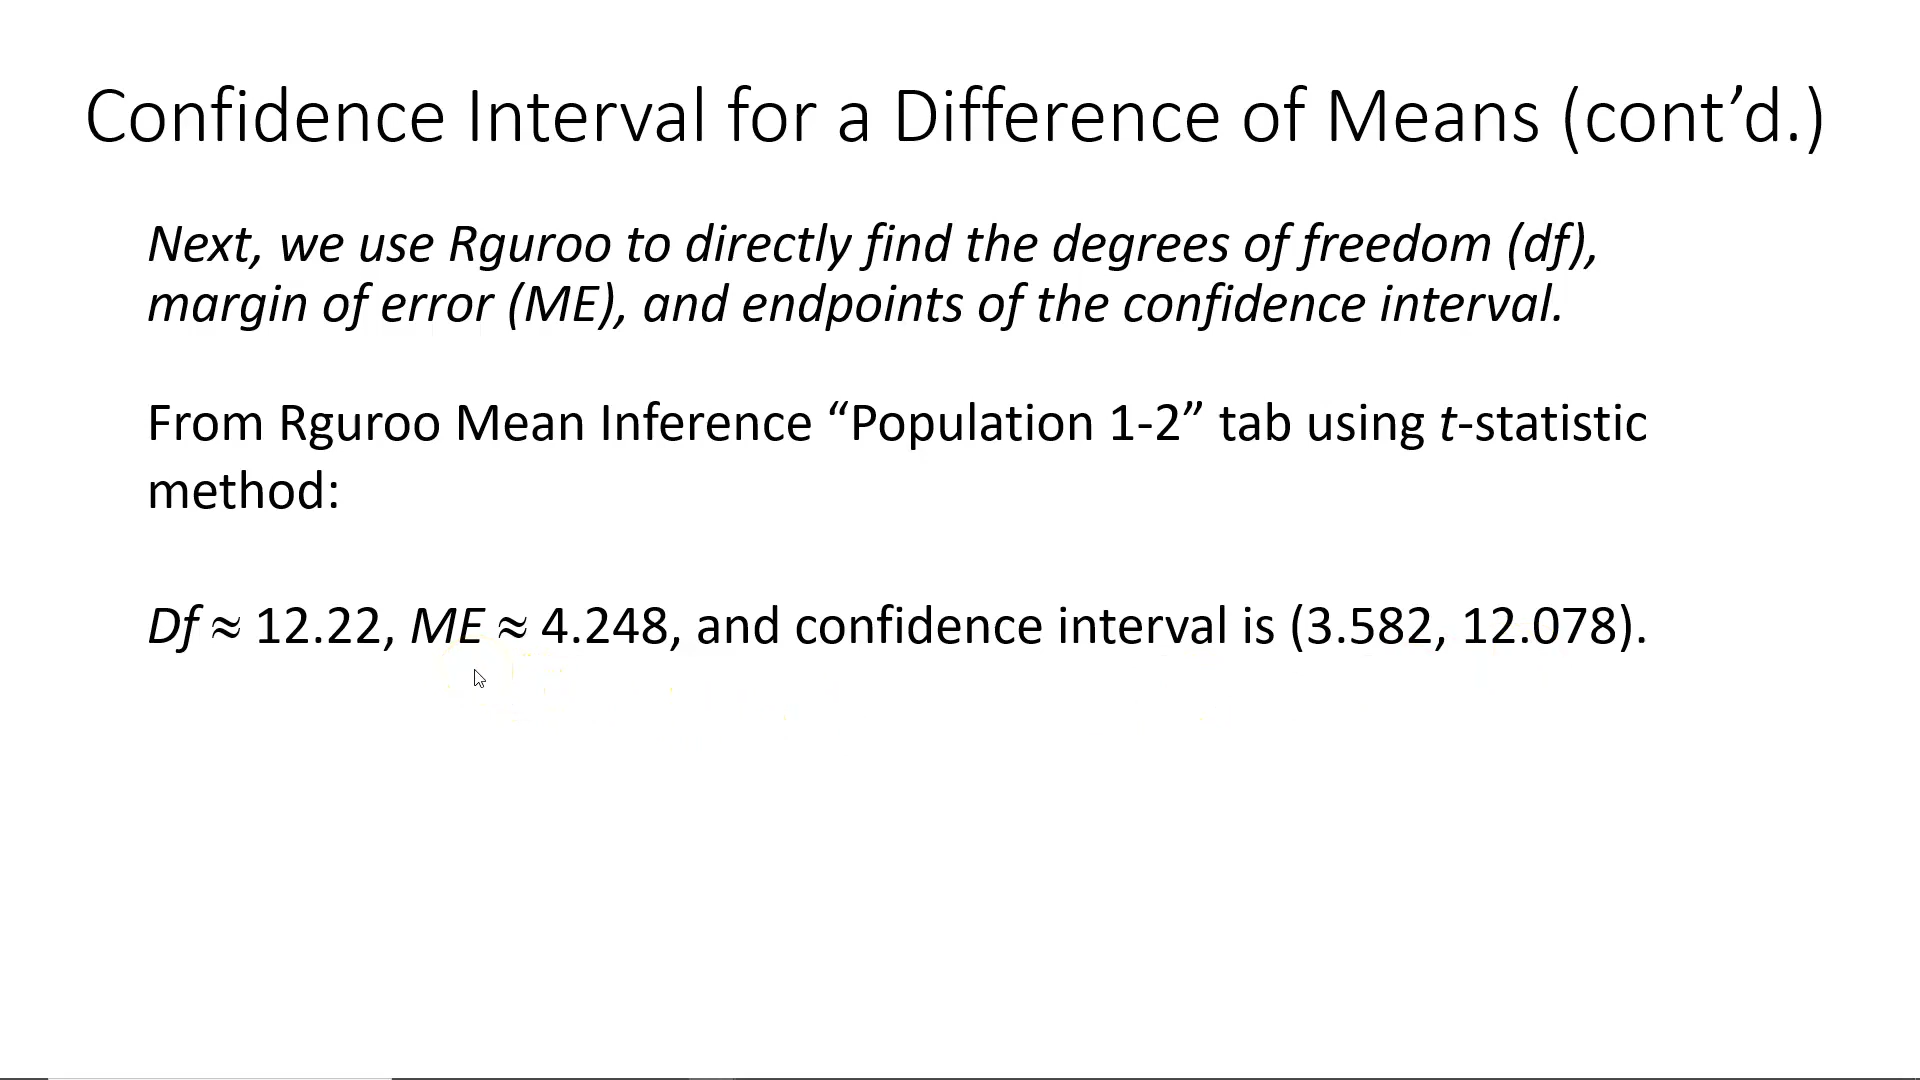 Confidence Interval for a Difference of Means (cont’d.)
Next, we use Rguroo to directly find the degrees of freedom (df),
margin of error (ME), and endpoints of the confidence interval.
From Rguroo Mean Inference “Population 1-2” tab using t-statistic
method:
Df ≈ 12.22, ME ≈ 4.248, and confidence interval is (3.582, 12.078).